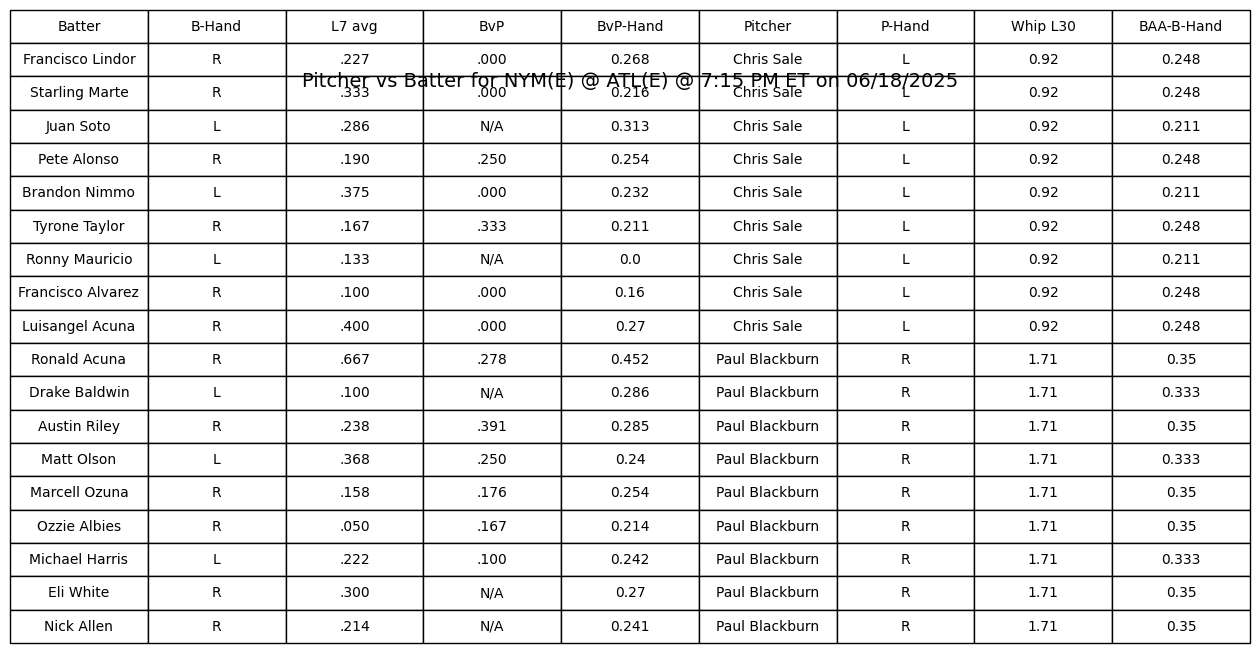 Batter B-Hand L7 avg BvP BvP-Hand Pitcher P-Hand Whip L30 BAA-B-Hand
Francisco Lindor R .227 .000 0.268 Chris Sale L 0.92 0.248
Pitcher vs Batter for NYM(E) @ ATL(E) @ 7:15 PM ET on 06/18/2025
Starling Marte R .333 .000 0.216 Chris Sale L 0.92 0.248
Juan Soto L .286 N/A 0.313 Chris Sale L 0.92 0.211
Pete Alonso R .190 .250 0.254 Chris Sale L 0.92 0.248
Brandon Nimmo L .375 .000 0.232 Chris Sale L 0.92 0.211
Tyrone Taylor R .167 .333 0.211 Chris Sale L 0.92 0.248
Ronny Mauricio L .133 N/A 0.0 Chris Sale L 0.92 0.211
Francisco Alvarez R .100 .000 0.16 Chris Sale L 0.92 0.248
Luisangel Acuna R .400 .000 0.27 Chris Sale L 0.92 0.248
Ronald Acuna R .667 .278 0.452 Paul Blackburn R 1.71 0.35
Drake Baldwin L .100 N/A 0.286 Paul Blackburn R 1.71 0.333
Austin Riley R .238 .391 0.285 Paul Blackburn R 1.71 0.35
Matt Olson L .368 .250 0.24 Paul Blackburn R 1.71 0.333
Marcell Ozuna R .158 .176 0.254 Paul Blackburn R 1.71 0.35
Ozzie Albies R .050 .167 0.214 Paul Blackburn R 1.71 0.35
Michael Harris L .222 .100 0.242 Paul Blackburn R 1.71 0.333
Eli White R .300 N/A 0.27 Paul Blackburn R 1.71 0.35
Nick Allen R .214 N/A 0.241 Paul Blackburn R 1.71 0.35